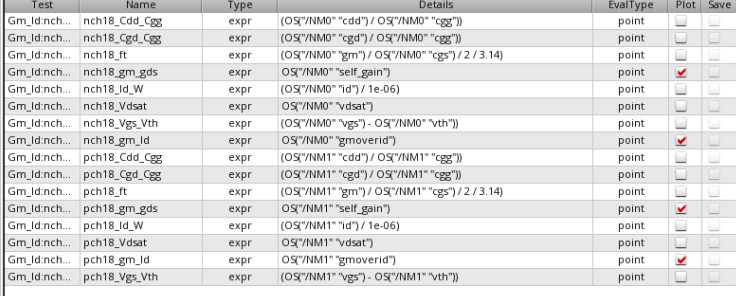 Test Name Type Details EvalType Plot Save
Gm_Id:nch... nch18_Cdd_Cgg expr (OS("/NM0" "cdd") / OS("/NM0" "cgg")) point
Gm_Id:nch... nch18_Cgd_Cgg expr (OS("/NM0" "cgd") / OS("/NM0" "cgg")) point
Gm_Id:nch... nch18_ft expr (OS("/NM0" "gm") / OS("/NM0" "cgs") / 2 / 3.14) point
Gm_Id:nch... nch18_gm_gds expr OS("/NM0" "self_gain") point
Gm_Id:nch... nch18_Id_W expr (OS("/NM0" "id") / 1e-06) point
Gm_Id:nch... nch18_Vdsat expr OS("/NM0" "vdsat") point
Gm_Id:nch... nch18_Vgs_Vth expr (OS("/NM0" "vgs") - OS("/NM0" "vth")) point
Gm_Id:nch... nch18_gm_Id expr OS("/NM0" "gmoverid") point
Gm_Id:nch... pch18_Cdd_Cgg expr (OS("/NM1" "cdd") / OS("/NM1" "cgg")) point
Gm_Id:nch... pch18_Cgd_Cgg expr (OS("/NM1" "cgd") / OS("/NM1" "cgg")) point
Gm_Id:nch... pch18_ft expr (OS("/NM1" "gm") / OS("/NM1" "cgs") / 2 / 3.14) point
Gm_Id:nch... pch18_gm_gds expr OS("/NM1" "self_gain") point
Gm_Id:nch... pch18_Id_W expr (OS("/NM1" "id") / 1e-06) point
Gm_Id:nch... pch18_Vdsat expr OS("/NM1" "vdsat") point
Gm_Id:nch... pch18_gm_Id expr OS("/NM1" "gmoverid") point
Gm_Id:nch... pch18_Vgs_Vth expr (OS("/NM1" "vgs") - OS("/NM1" "vth")) point